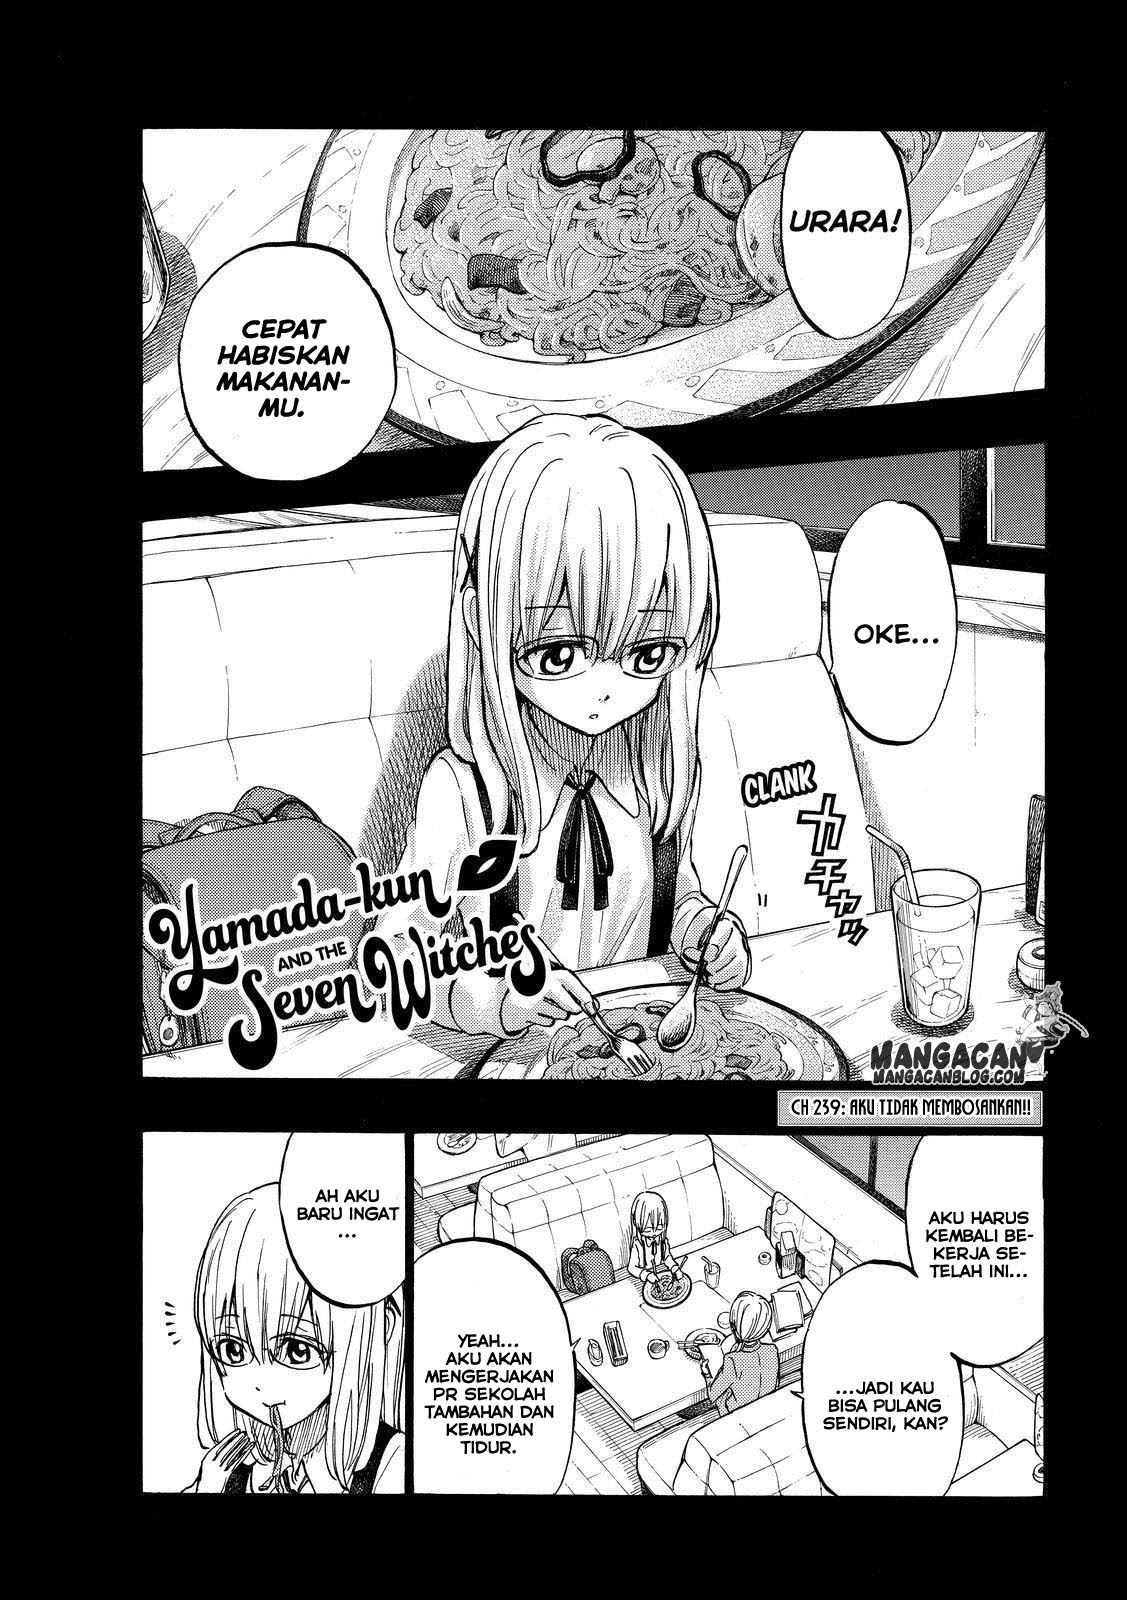 URARA!
CEPAT
HABISKAN
MAKANAN-
MU.
OKE...
CLANK
ガチャッ
Yamada-kun
AND THE
Seven Witches
MANGACAN
MANGACANBLOG.COM
CH 239: AKU TIDAK MEMBOSANKAN!!
AKU HARUS
KEMBALI BE-
KERJA SE-
TELAH INI...
...JADI KAU
BISA PULANG
SENDIRI, KAN?
YEAH...
AKU AKAN
MENGERJAKAN
PR SEKOLAH
TAMBAHAN DAN
KEMUDIAN
TIDUR.
AH AKU
BARU INGAT
...